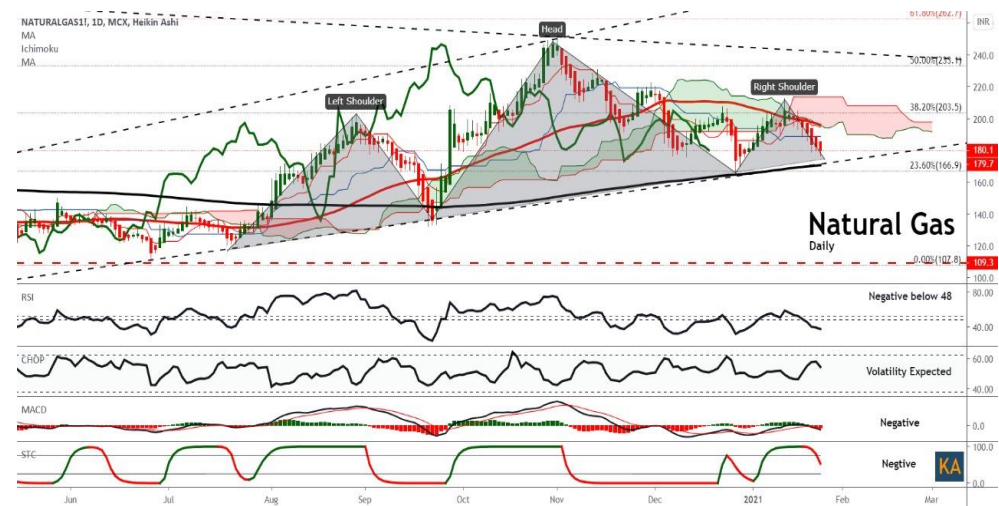 NATURALGAS1!, 1D, MCX, Heikin Ashi
MA
Ichimoku
MA
61.80%(262.7)
INR
240.0
50.00%(235.1)
220.0
38.20%(203.5)
200.0
180.1
179.7
23.60%(166.9)
160.0
140.0
120.0
0.00%(107.8)
109.3
100.0
Head
Left Shoulder
Right Shoulder
Natural Gas
Daily
RSI
Negative below 48
80.00
40.00
CHOP
Volatility Expected
60.00
40.00
MACD
Negative
0.0
STC
Negtive
KA
100.0
0.0
Jun Jul Aug Sep Oct Nov Dec 2021 Feb Mar